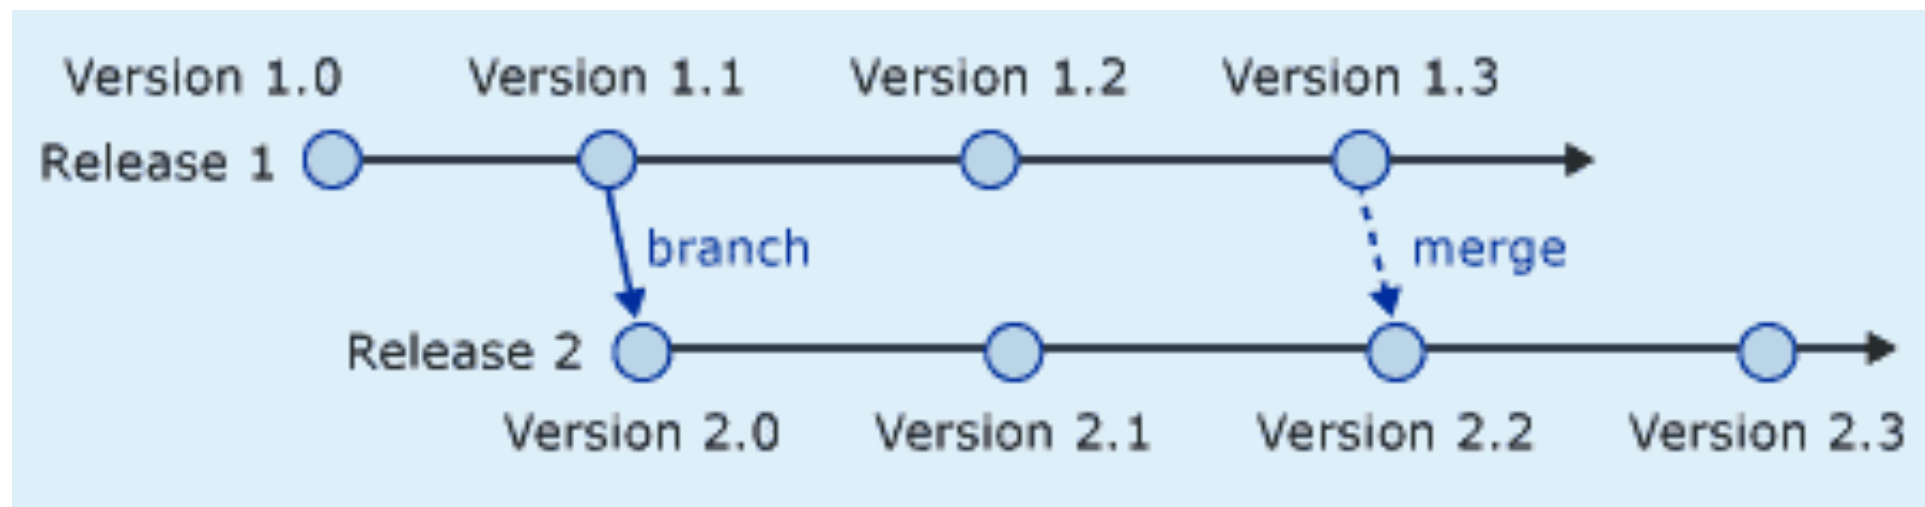 Version 1.0 Version 1.1 Version 1.2 Version 1.3
Release 1
branch merge
Release 2
Version 2.0 Version 2.1 Version 2.2 Version 2.3